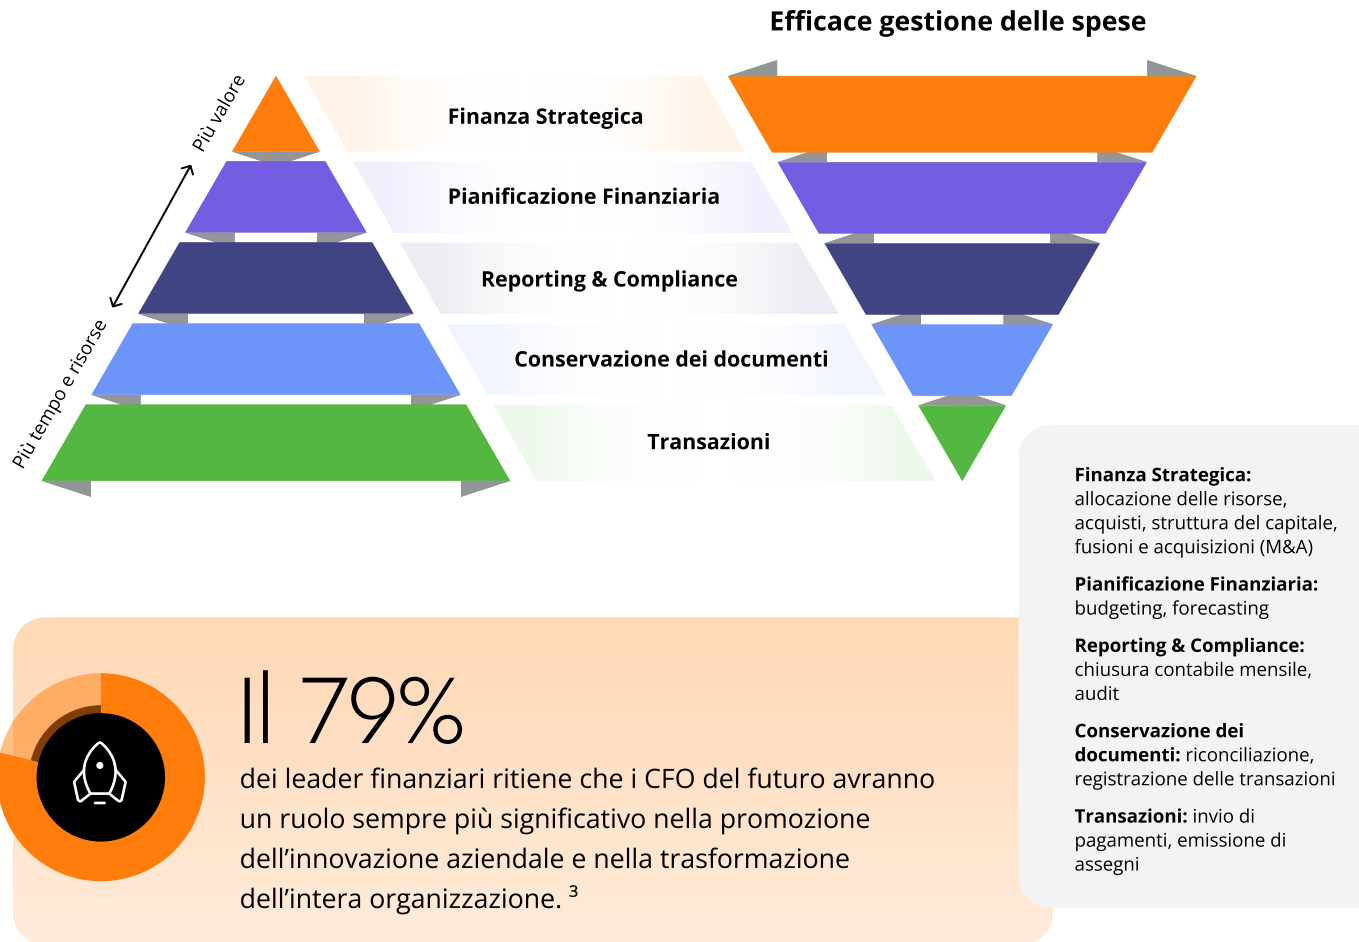 Efficace gestione delle spese
Più valore
Più tempo e risorse
Finanza Strategica
Pianificazione Finanziaria
Reporting & Compliance
Conservazione dei documenti
Transazioni
Finanza Strategica:
allocazione delle risorse,
acquisti, struttura del capitale,
fusioni e acquisizioni (M&A)
Pianificazione Finanziaria:
budgeting, forecasting
Reporting & Compliance:
chiusura contabile mensile,
audit
Conservazione dei
documenti: riconciliazione,
registrazione delle transazioni
Transazioni: invio di
pagamenti, emissione di
assegni
Il 79%
dei leader finanziari ritiene che i CFO del futuro avranno
un ruolo sempre più significativo nella promozione
dell’innovazione aziendale e nella trasformazione
dell’intera organizzazione. ³